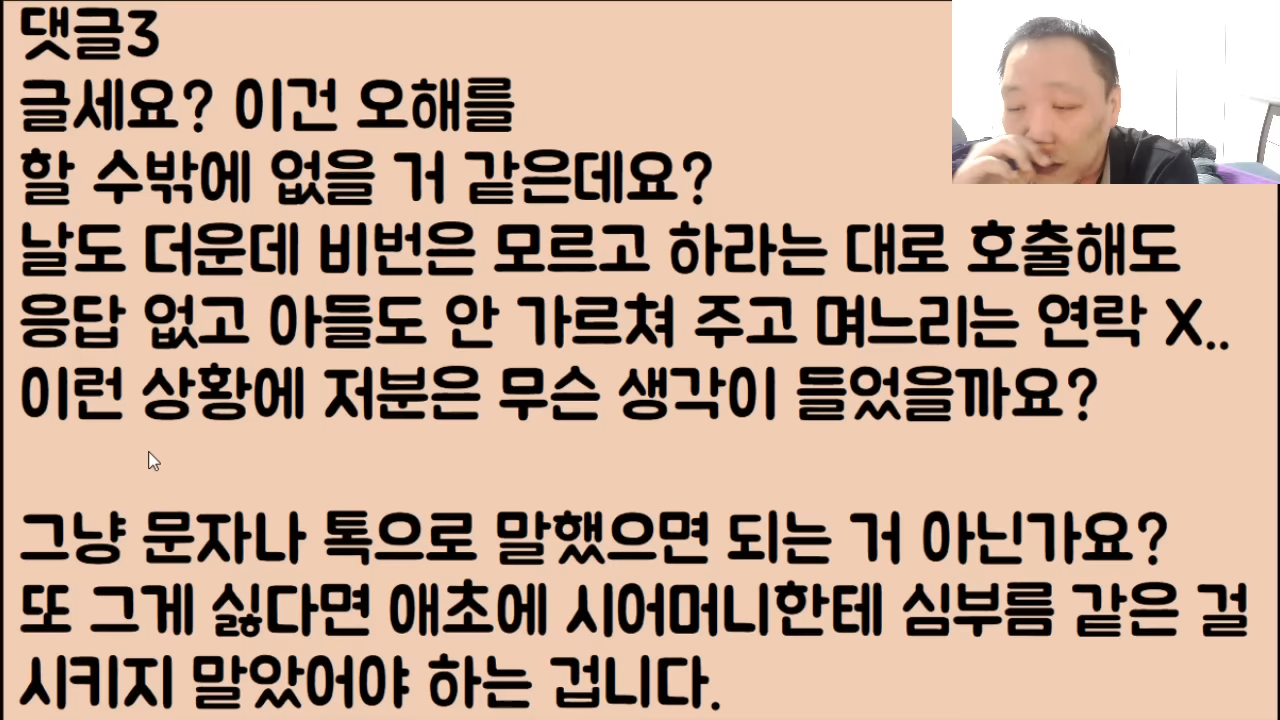 댓글3
글세요? 이건 오해를
할 수밖에 없을 거 같은데요?
날도 더운데 비번은 모르고 하라는 대로 호출해도
응답 없고 아들도 안 가르쳐 주고 며느리는 연락 X..
이런 상황에 저분은 무슨 생각이 들었을까요?
그냥 문자나 톡으로 말했으면 되는 거 아닌가요?
또 그게 싫다면 애초에 시어머니한테 심부름 같은 걸
시키지 말았어야 하는 겁니다.